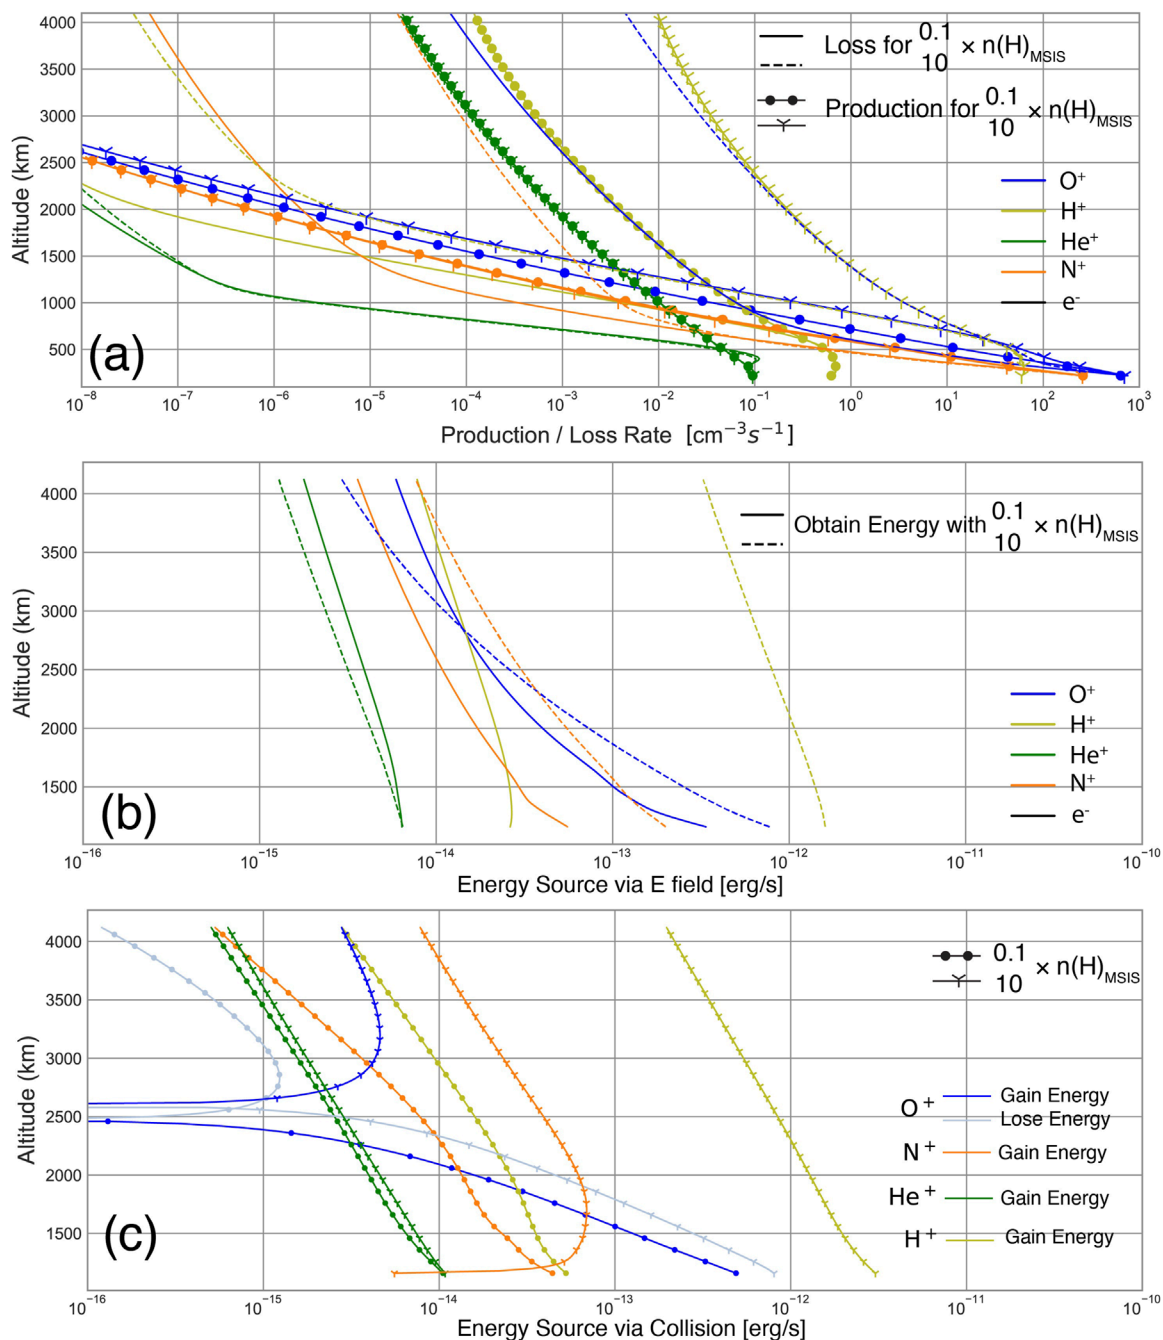 4000
3500
3000
2500
2000
1500
1000
500
Altitude (km)
Loss for 0.1 10 × n(H)MSIS
Production for 0.1 10 × n(H)MSIS
O+
H+
He+
N+
e-
(a)
10−8 10−7 10−6 10−5 10−4 10−3 10−2 10−1 100 101 102 103
Production / Loss Rate [cm−3s−1]
4000
3500
3000
2500
2000
1500
Altitude (km)
Obtain Energy with 0.1 10 × n(H)MSIS
O+
H+
He+
N+
e-
(b)
10−16 10−15 10−14 10−13 10−12 10−11 10−10
Energy Source via E field [erg/s]
4000
3500
3000
2500
2000
1500
Altitude (km)
0.1 10 × n(H)MSIS
O+ Gain Energy
Lose Energy
N+ Gain Energy
He+ Gain Energy
H+ Gain Energy
(c)
10−16 10−15 10−14 10−13 10−12 10−11 10−10
Energy Source via Collision [erg/s]